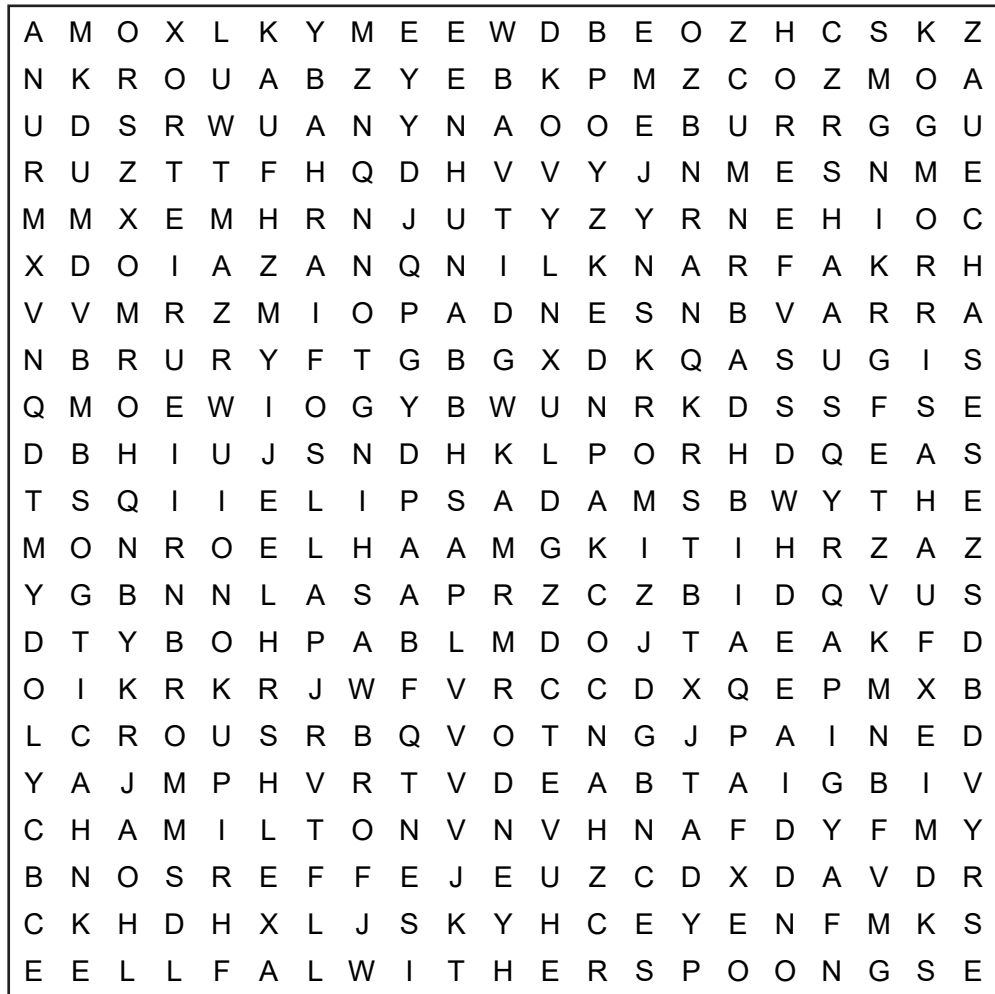 A M O X L K Y M E E W D B E O Z H C S K Z
N K R O U A B Z Y E B K P M Z C O Z M O A
U D S R W U A N Y N A O O E B U R R G G U
R U Z T T F H Q D H V V Y J N M E S N M E
M M X E M H R N J U T Y Z Y R N E H I O C
X D O I A Z A N Q N I L K N A R F A K R H
V V M R Z M I O P A D N E S N B V A R R A
N B R U R Y F T G B G X D K Q A S U G I S
Q M O E W I O G Y B W U N R K D S S F S E
D B H I U J S N D H K L P O R H D Q E A S
T S Q I I E L I P S A D A M S B W Y T H E
M O N R O E L H A A M G K I T I H R Z A Z
Y G B N N L A S A P R Z C Z B I D Q V U S
D T Y B O H P A B L M D O J T A E A K F D
O I K R K R J W F V R C C D X Q E P M X B
L C R O U S R B Q V O T N G J P A I N E D
Y A J M P H V R T V D E A B T A I G B I V
C H A M I L T O N V N V H N A F D Y F M Y
B N O S R E F F E J E U Z C D X D A V D R
C K H D H X L J S K Y H C E Y E N F M K S
E E L L F A L W I T H E R S P O O N G S E